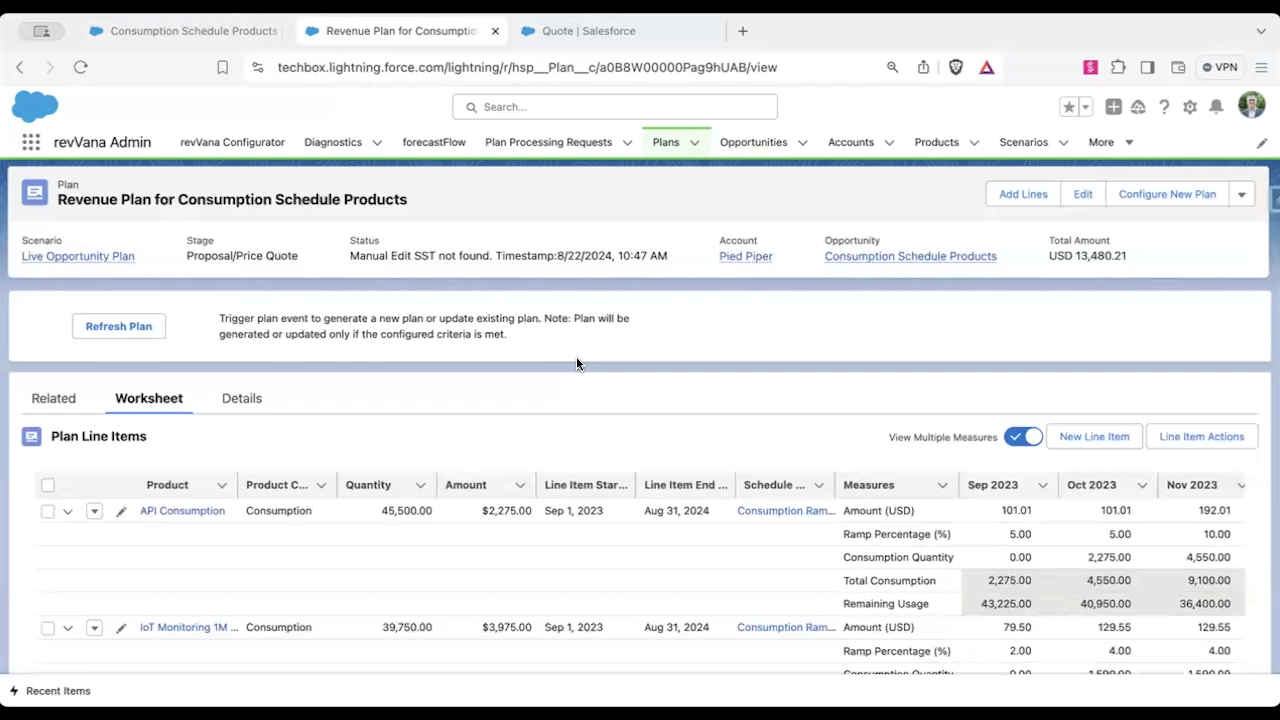 Consumption Schedule Products
Revenue Plan for Consumptio
Quote | Salesforce
techbox.lightning.force.com/lightning/r/hsp__Plan__c/a0B8W00000Pag9hUAB/view
VPN
Search...
revVana Admin
revVana Configurator
Diagnostics
forecastFlow
Plan Processing Requests
Plans
Opportunities
Accounts
Products
Scenarios
More
Plan
Revenue Plan for Consumption Schedule Products
Add Lines
Edit
Configure New Plan
Scenario
Live Opportunity Plan
Stage
Proposal/Price Quote
Status
Manual Edit SST not found. Timestamp:8/22/2024, 10:47 AM
Account
Pied Piper
Opportunity
Consumption Schedule Products
Total Amount
USD 13,480.21
Refresh Plan
Trigger plan event to generate a new plan or update existing plan. Note: Plan will be
generated or updated only if the configured criteria is met.
Related
Worksheet
Details
Plan Line Items
View Multiple Measures
New Line Item
Line Item Actions
Product Product C... Quantity Amount Line Item Star... Line Item End ... Schedule ... Measures Sep 2023 Oct 2023 Nov 2023
API Consumption Consumption 45,500.00 $2,275.00 Sep 1, 2023 Aug 31, 2024 Consumption Ram... Amount (USD) 101.01 101.01 192.01
Ramp Percentage (%) 5.00 5.00 10.00
Consumption Quantity 0.00 2,275.00 4,550.00
Total Consumption 2,275.00 4,550.00 9,100.00
Remaining Usage 43,225.00 40,950.00 36,400.00
IoT Monitoring 1M ... Consumption 39,750.00 $3,975.00 Sep 1, 2023 Aug 31, 2024 Consumption Ram... Amount (USD) 79.50 129.55 129.55
Ramp Percentage (%) 2.00 4.00 4.00
Consumption Quantity 0.00 1,590.00 1,590.00
Recent Items